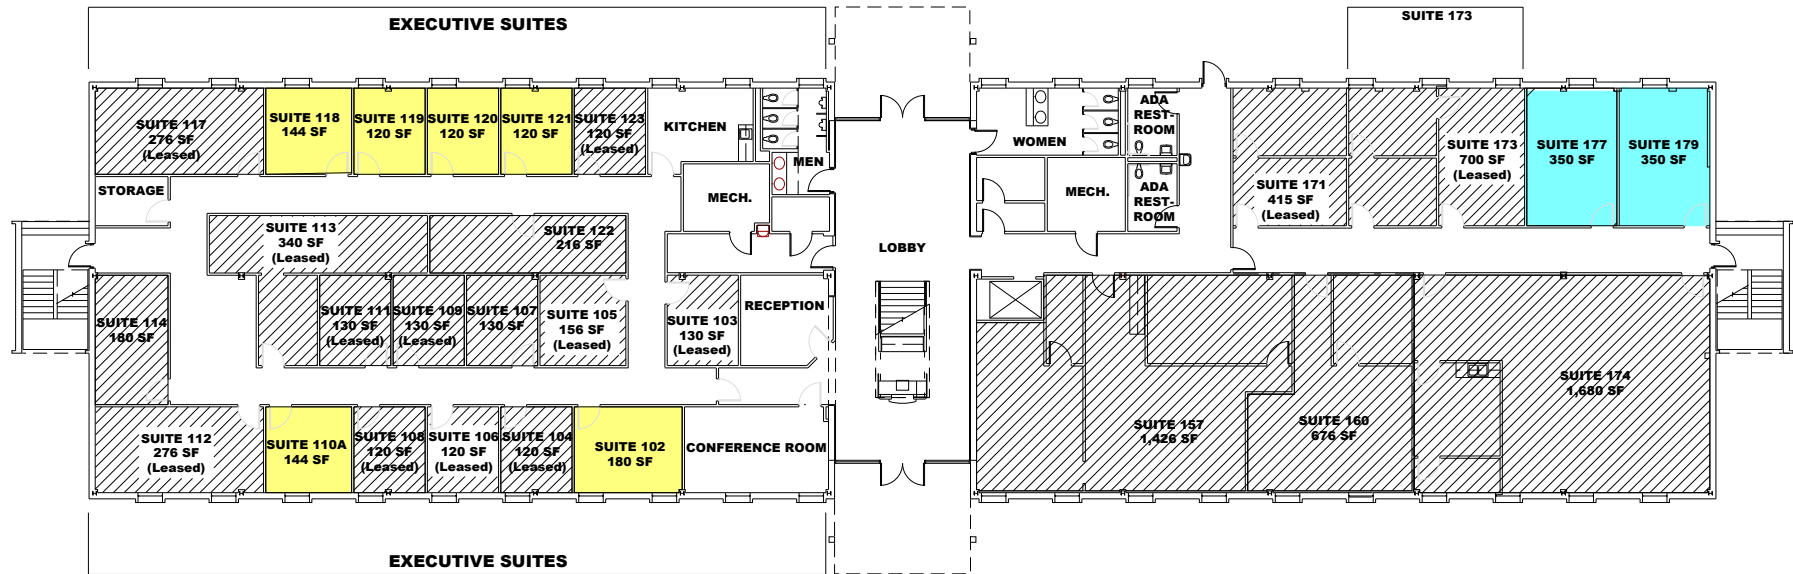 EXECUTIVE SUITES
SUITE 173
SUITE 117
276 SF
(Leased)
SUITE 118
144 SF
SUITE 119
120 SF
SUITE 120
120 SF
SUITE 121
120 SF
SUITE 123
120 SF
(Leased)
KITCHEN
MEN
WOMEN
ADA
REST-
ROOM
SUITE 173
700 SF
(Leased)
SUITE 177
350 SF
SUITE 179
350 SF
STORAGE
MECH.
MECH.
ADA
REST-
ROOM
SUITE 171
415 SF
(Leased)
SUITE 113
340 SF
(Leased)
SUITE 122
216 SF
LOBBY
SUITE 114
180 SF
SUITE 111
130 SF
(Leased)
SUITE 109
130 SF
(Leased)
SUITE 107
130 SF
SUITE 105
156 SF
(Leased)
SUITE 103
130 SF
(Leased)
RECEPTION
SUITE 174
1,680 SF
SUITE 157
1,426 SF
SUITE 160
676 SF
SUITE 112
276 SF
(Leased)
SUITE 110A
144 SF
SUITE 108
120 SF
(Leased)
SUITE 106
120 SF
(Leased)
SUITE 104
120 SF
(Leased)
SUITE 102
180 SF
CONFERENCE ROOM
EXECUTIVE SUITES